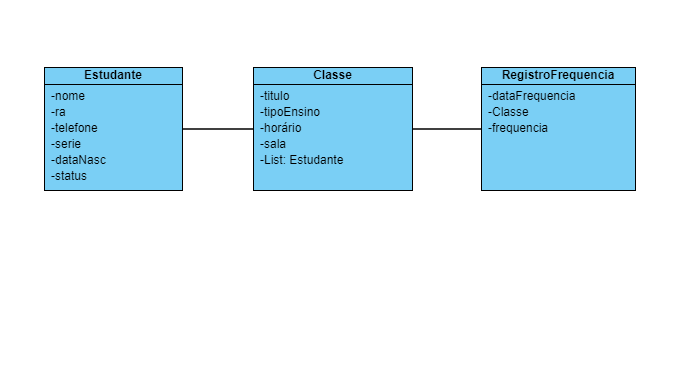 Estudante
-nome
-ra
-telefone
-serie
-dataNasc
-status
Classe
-titulo
-tipoEnsino
-horário
-sala
-List: Estudante
RegistroFrequencia
-dataFrequencia
-Classe
-frequencia